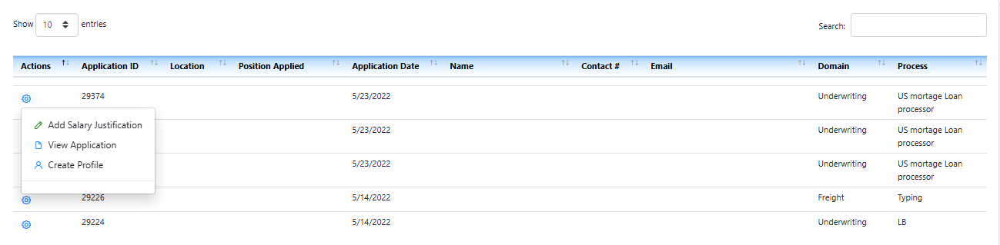 Show 10 entries
Search:
Actions Application ID Location Position Applied Application Date Name Contact # Email Domain Process
29374 5/23/2022 Underwriting US mortage Loan
processor
Add Salary Justification
5/23/2022 Underwriting US mortage Loan
processor
View Application
Create Profile
5/23/2022 Underwriting US mortage Loan
processor
29226 5/14/2022 Freight Typing
29224 5/14/2022 Underwriting LB